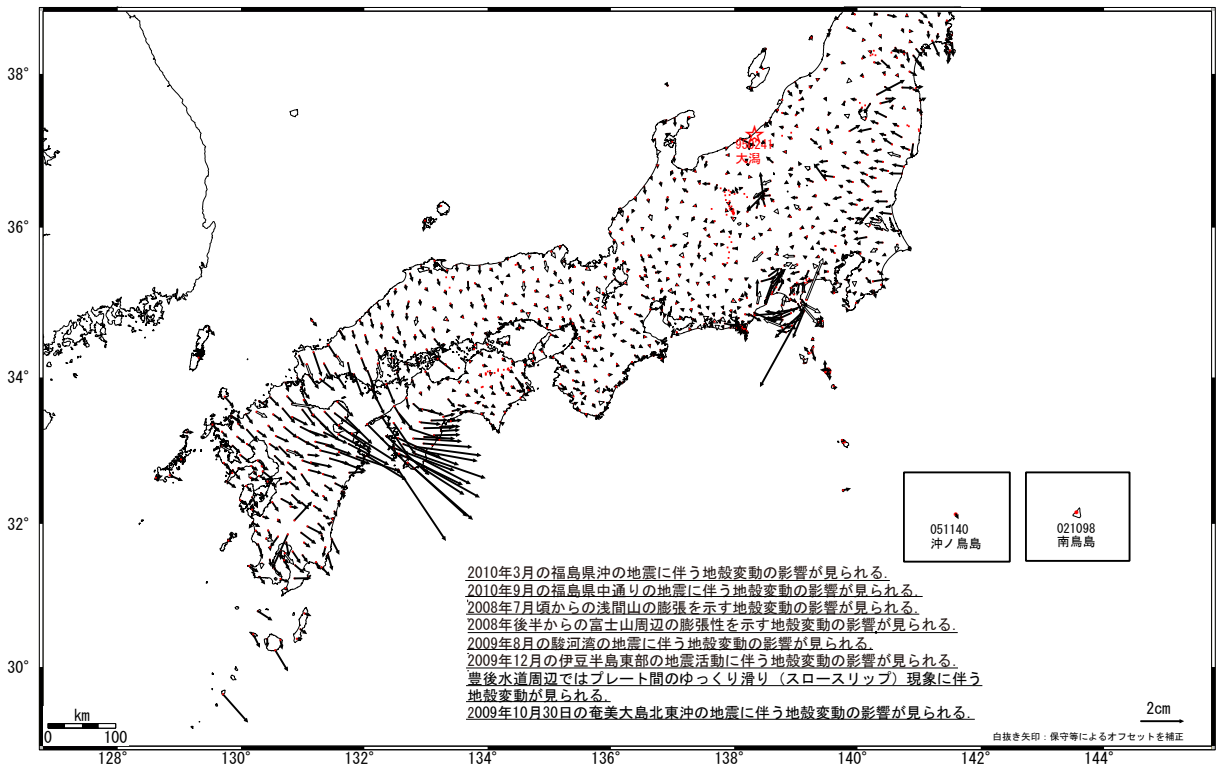 38°
36°
34°
32°
30°
大潟
051140
沖ノ鳥島
021098
南鳥島
2010年3月の福島県沖の地震に伴う地殻変動の影響が見られる.
2010年9月の福島県中通りの地震に伴う地殻変動の影響が見られる.
2008年7月頃からの浅間山の膨張を示す地殻変動の影響が見られる.
2008年後半からの富士山周辺の膨張性を示す地殻変動の影響が見られる.
2009年8月の駿河湾の地震に伴う地殻変動の影響が見られる.
2009年12月の伊豆半島東部の地震活動に伴う地殻変動の影響が見られる.
豊後水道周辺ではプレート間のゆっくり滑り（スロースリップ）現象に伴う
地殻変動が見られる.
2009年10月30日の奄美大島北東沖の地震に伴う地殻変動の影響が見られる.
km
0 100
2cm
白抜き矢印：保守等によるオフセットを補正
128° 130° 132° 134° 136° 138° 140° 142° 144°